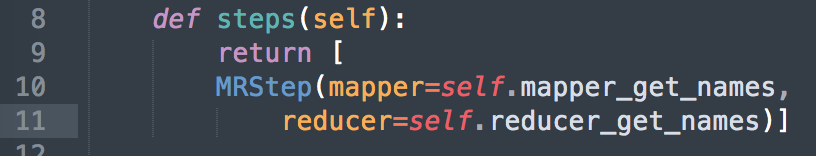 8 def steps(self):
9 return [
10 MRStep(mapper=self.mapper_get_names,
11 reducer=self.reducer_get_names)]
12